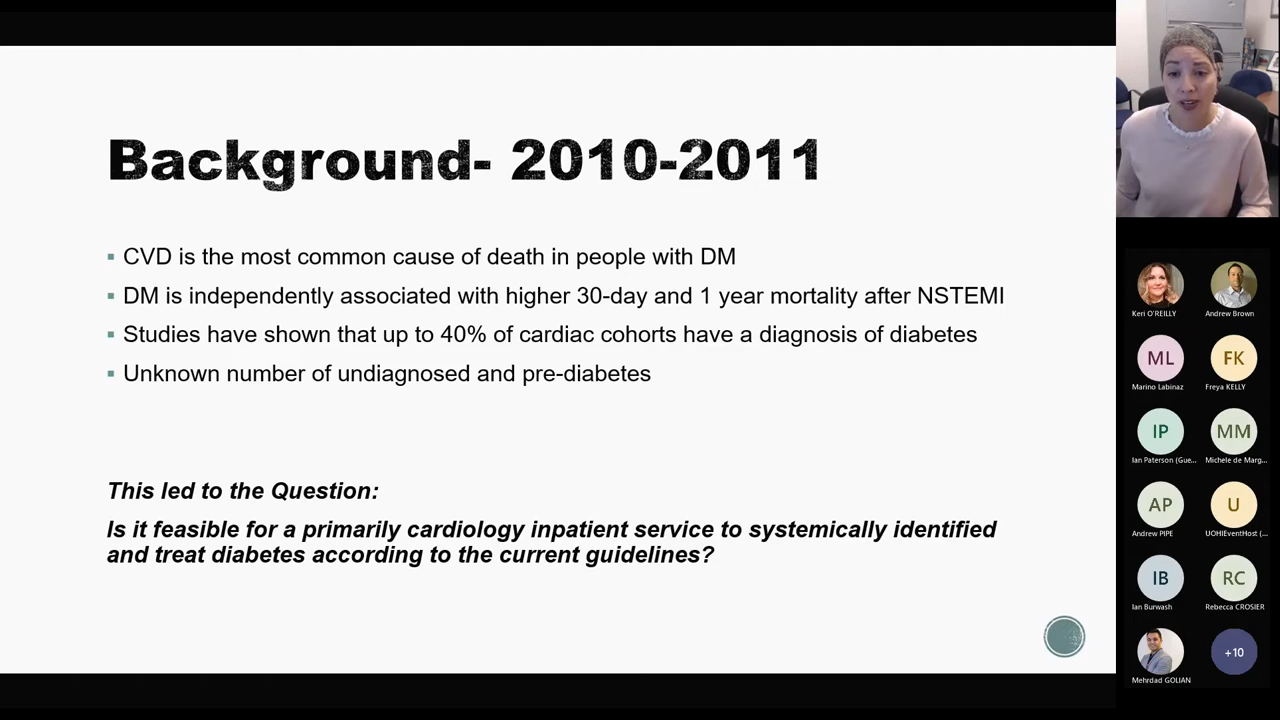 Background- 2010-2011
CVD is the most common cause of death in people with DM
DM is independently associated with higher 30-day and 1 year mortality after NSTEMI
Studies have shown that up to 40% of cardiac cohorts have a diagnosis of diabetes
Unknown number of undiagnosed and pre-diabetes
This led to the Question:
Is it feasible for a primarily cardiology inpatient service to systemically identified
and treat diabetes according to the current guidelines?
Keri O'REILLY
Andrew Brown
ML
FK
Marino Labinaz
Freya KELLY
IP
MM
Ian Paterson (Gue...
Michele de Marg...
AP
U
Andrew PIPE
UOHIEventHost (...
IB
RC
Ian Burwash
Rebecca CROSIER
+10
Mehrdad GOLIAN